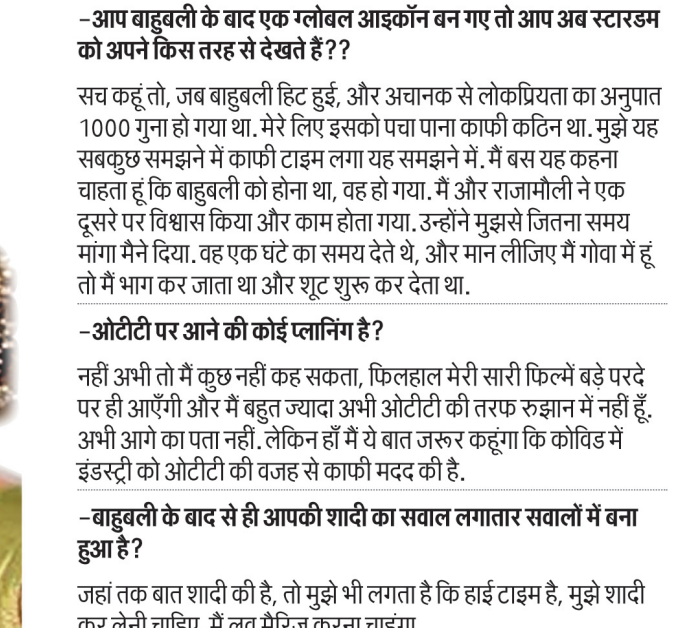 -आप बाहुबली के बाद एक ग्लोबल आइकॉन बन गए तो आप अब स्टारडम
को अपने किस तरह से देखते हैं??
सच कहूं तो, जब बाहुबली हिट हुई, और अचानक से लोकप्रियता का अनुपात
1000 गुना हो गया था. मेरे लिए इसको पचा पाना काफी कठिन था. मुझे यह
सबकुछ समझने में काफी टाइम लगा यह समझने में. मैं बस यह कहना
चाहता हूं कि बाहुबली को होना था, वह हो गया. मैं और राजामौली ने एक
दूसरे पर विश्वास किया और काम होता गया. उन्होंने मुझसे जितना समय
मांगा मैने दिया. वह एक घंटे का समय देते थे, और मान लीजिए मैं गोवा में हूं
तो मैं भाग कर जाता था और शूट शुरू कर देता था.
-ओटीटी पर आने की कोई प्लानिंग है?
नहीं अभी तो मैं कुछ नहीं कह सकता, फिलहाल मेरी सारी फिल्में बड़े परदे
पर ही आएँगी और मैं बहुत ज्यादा अभी ओटीटी की तरफ रुझान में नहीं हूँ.
अभी आगे का पता नहीं. लेकिन हाँ मैं ये बात जरूर कहूंगा कि कोविड में
इंडस्ट्री को ओटीटी की वजह से काफी मदद की है.
-बाहुबली के बाद से ही आपकी शादी का सवाल लगातार सवालों में बना
हुआ है?
जहां तक बात शादी की है, तो मुझे भी लगता है कि हाई टाइम है, मुझे शादी
कर लेनी चाहिए. मैं लव मैरिज करना चाहूंगा